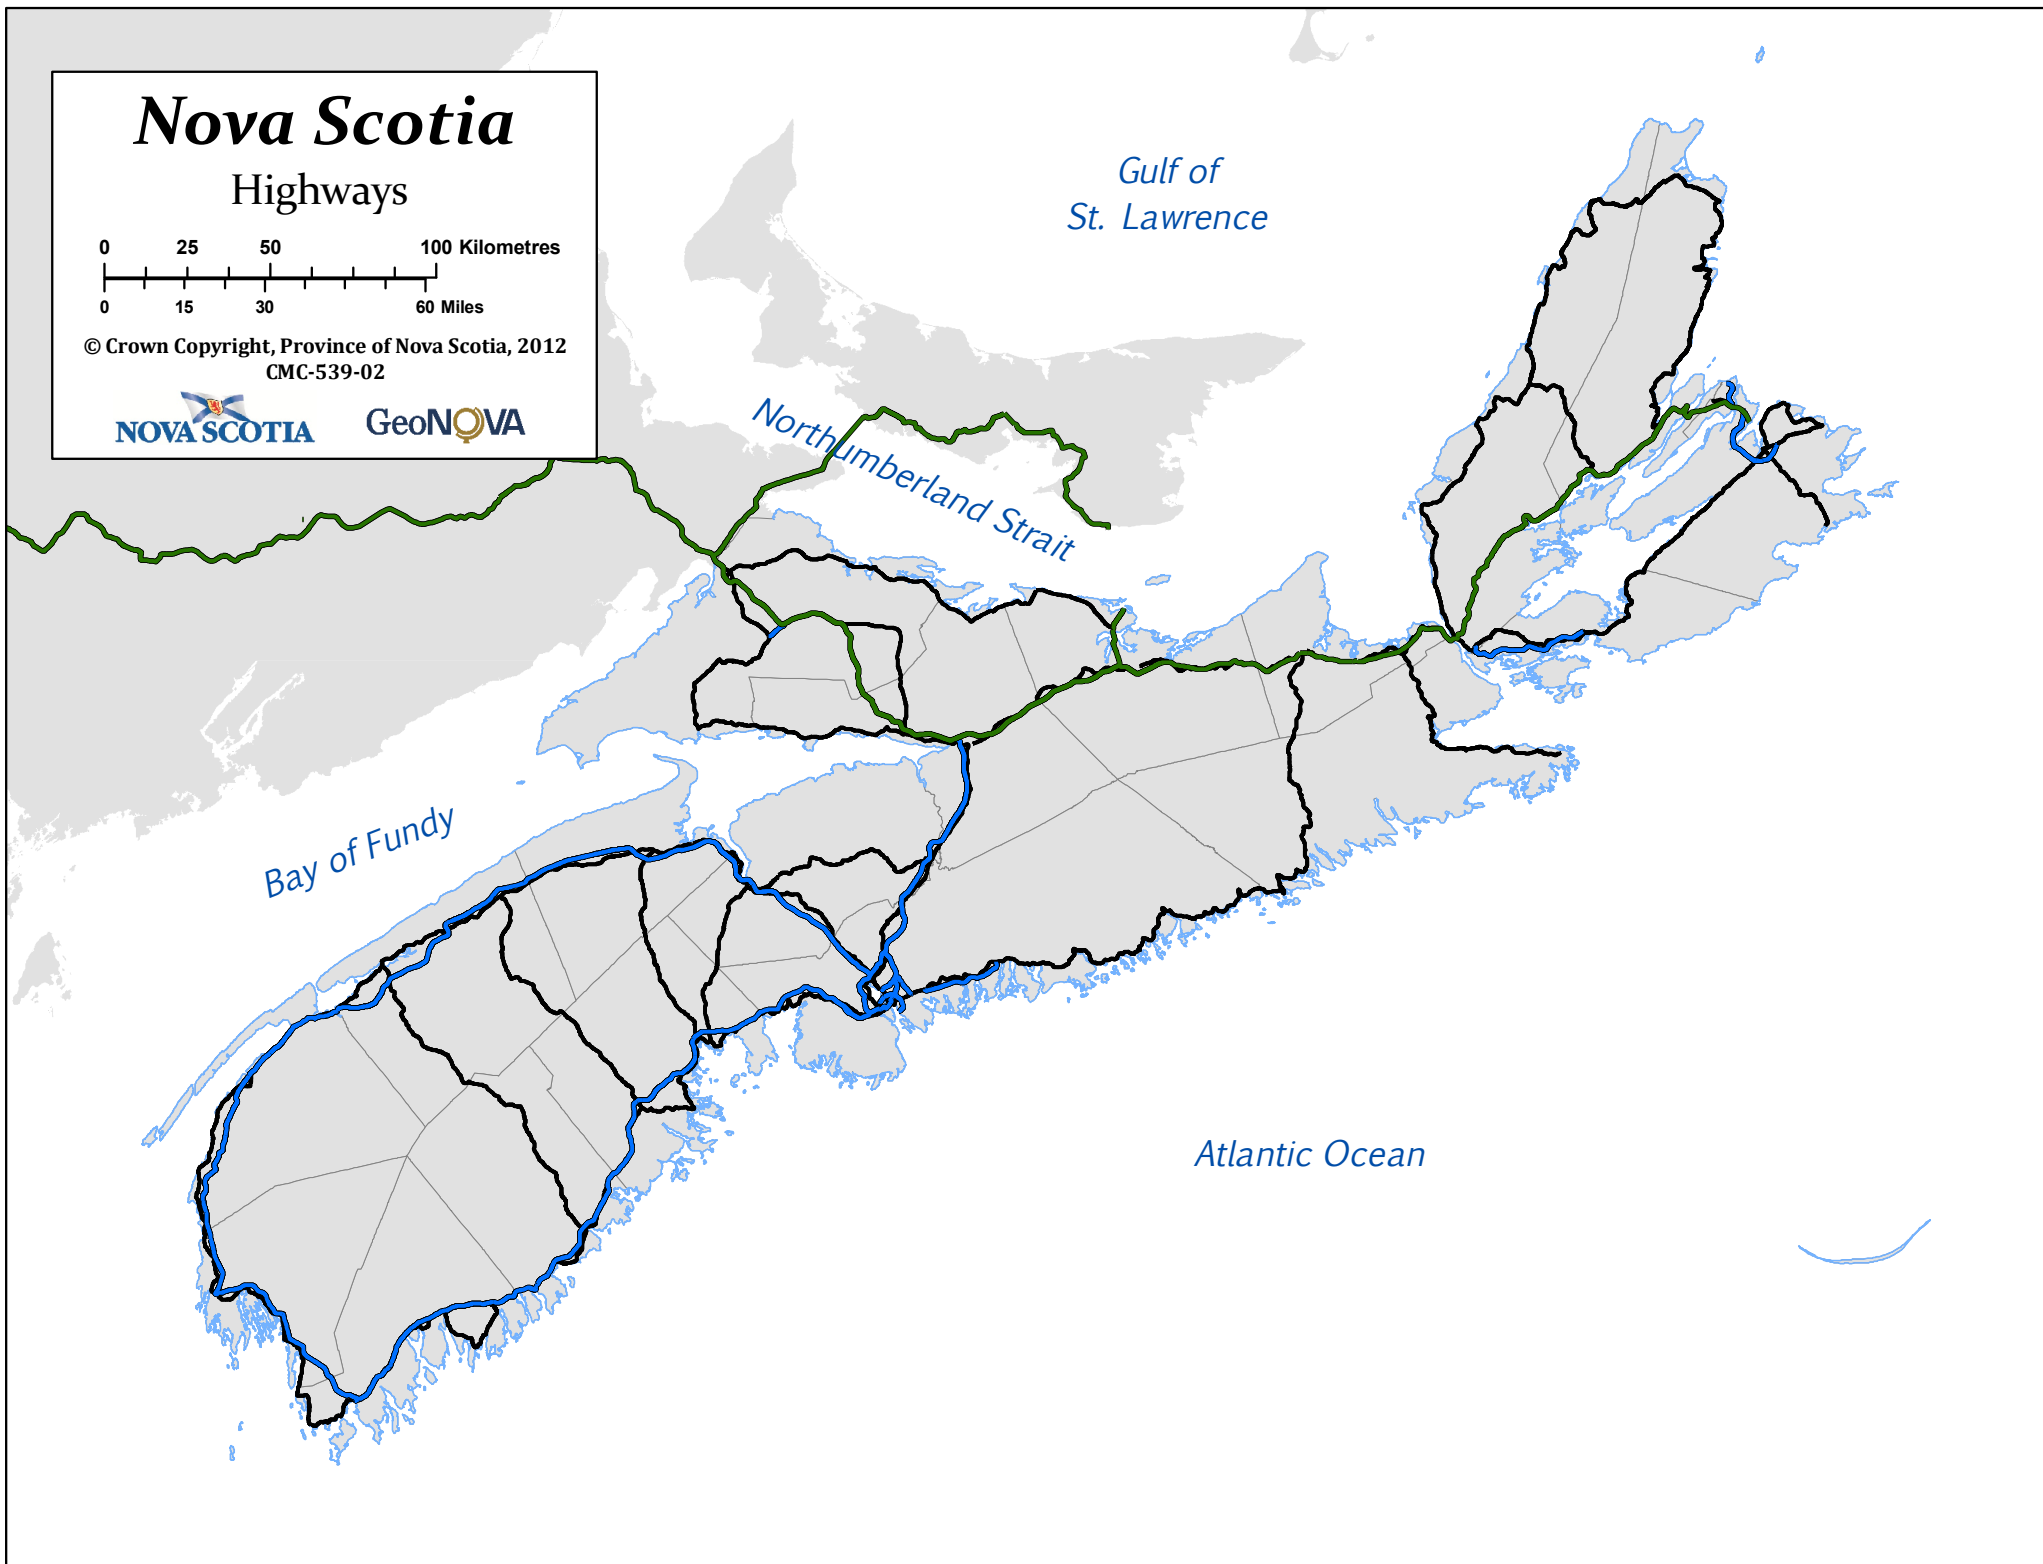 Nova Scotia
Highways
0 25 50 100 Kilometres
0 15 30 60 Miles
© Crown Copyright, Province of Nova Scotia, 2012
CMC-539-02
NOVA SCOTIA
GeoNOVA
Gulf of
St. Lawrence
Northumberland Strait
Bay of Fundy
Atlantic Ocean